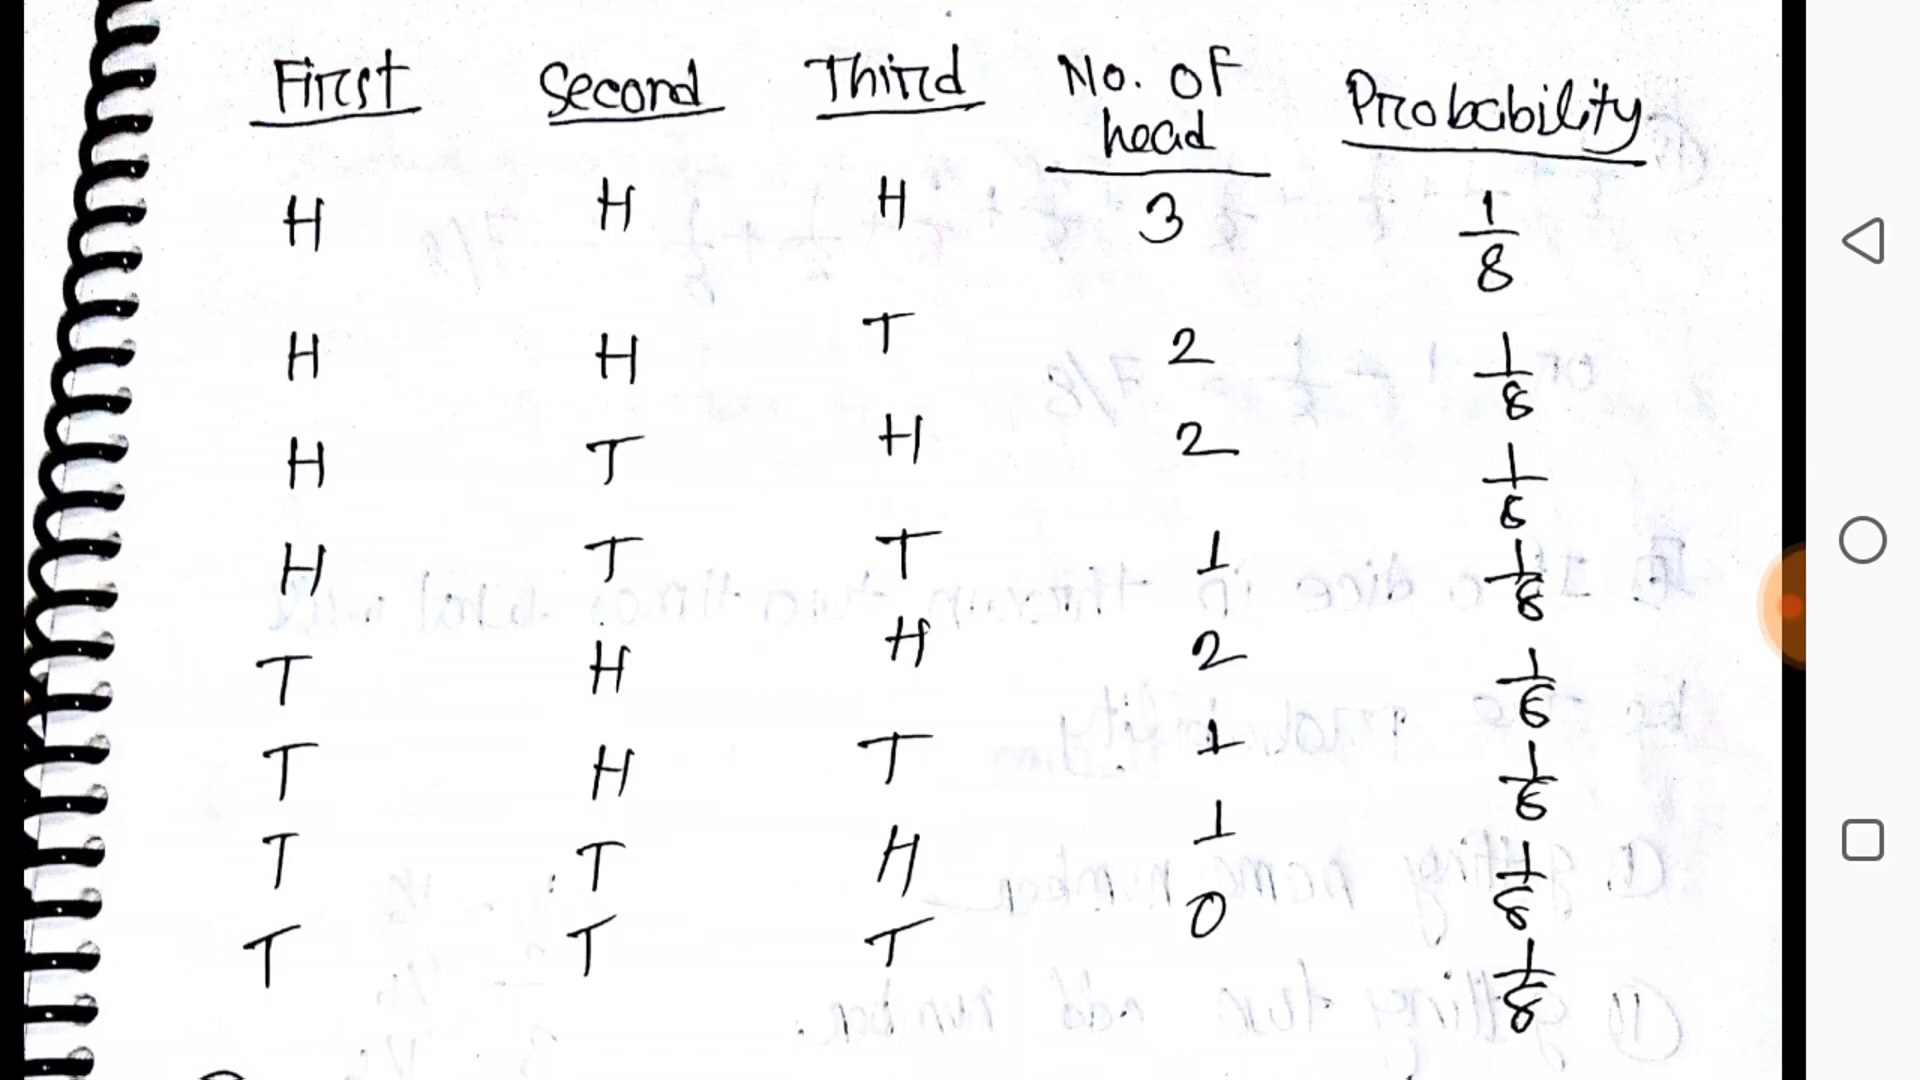 First Second Third No. of head Probability
H H H 3 1/8
H H T 2 1/8
H T H 2 1/8
H T T 1 1/8
T H H 2 1/8
T H T 1 1/8
T T H 1 1/8
T T T 0 1/8